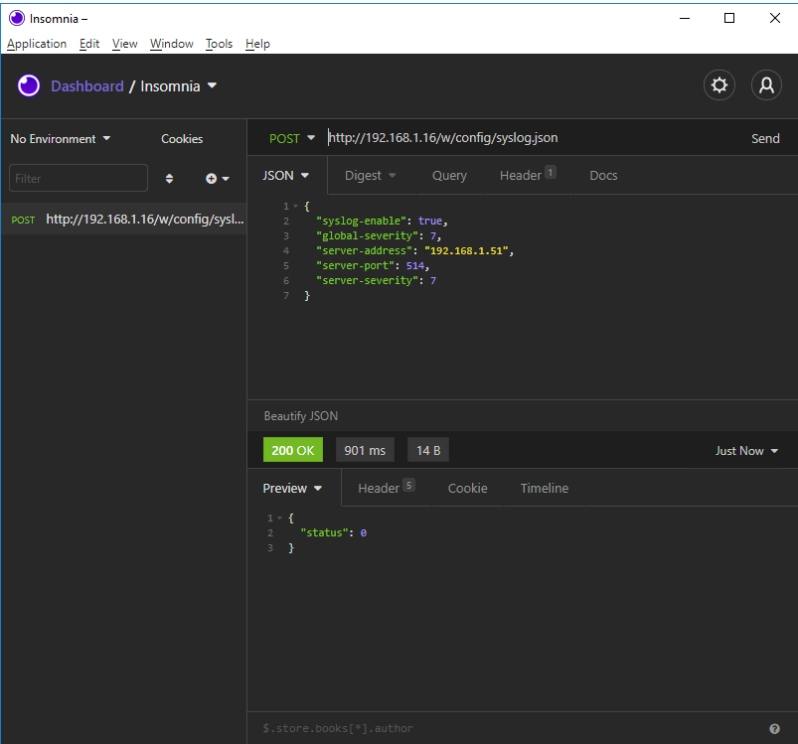 Insomnia –
Application Edit View Window Tools Help
Dashboard / Insomnia
No Environment Cookies
POST http://192.168.1.16/w/config/syslog.json Send
Filter
JSON Digest Query Header 1 Docs
POST http://192.168.1.16/w/config/sysl...
1 {
2 "syslog-enable": true,
3 "global-severity": 7,
4 "server-address": "192.168.1.51",
5 "server-port": 514,
6 "server-severity": 7
7 }
Beautify JSON
200 OK 901 ms 14 B Just Now
Preview Header 5 Cookie Timeline
1 {
2 "status": 0
3 }
$.store.books[*].author